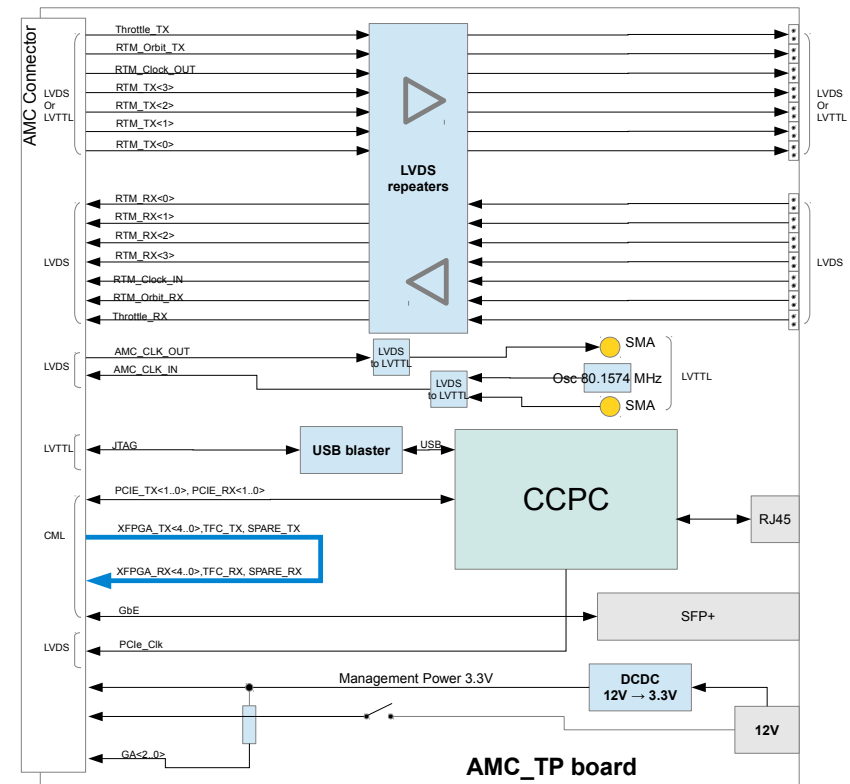 AMC Connector
LVDS
Or
LVTTL
Throttle_TX
RTM_Orbit_TX
RTM_Clock_OUT
RTM_TX<3>
RTM_TX<2>
RTM_TX<1>
RTM_TX<0>
LVDS
repeaters
LVDS
Or
LVTTL
LVDS
RTM_RX<0>
RTM_RX<1>
RTM_RX<2>
RTM_RX<3>
RTM_Clock_IN
RTM_Orbit_RX
Throttle_RX
LVDS
LVDS
AMC_CLK_OUT
AMC_CLK_IN
LVDS
to LVTTL
LVDS
to LVTTL
SMA
Osc 80.1574 MHz
SMA
LVTTL
LVTTL
JTAG
USB blaster
USB
CCPC
RJ45
CML
PCIE_TX<1..0>, PCIE_RX<1..0>
XFPGA_TX<4..0>,TFC_TX, SPARE_TX
XFPGA_RX<4..0>,TFC_RX, SPARE_RX
GbE
SFP+
LVDS
PCIe_Clk
Management Power 3.3V
DCDC
12V → 3.3V
12V
GA<2..0>
AMC_TP board